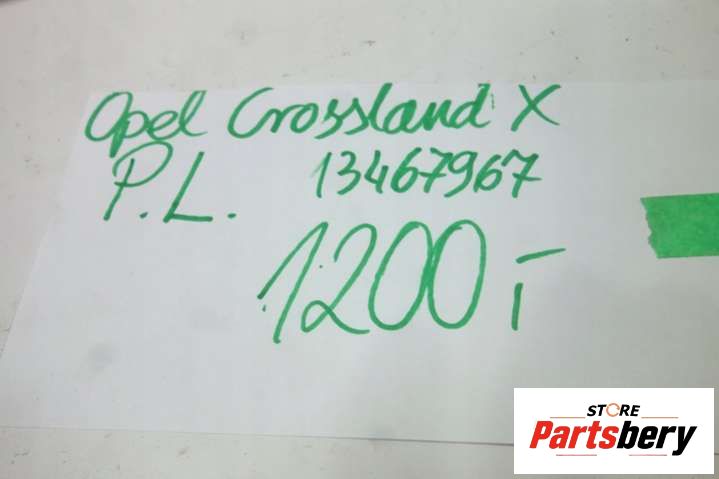 Opel Crossland X
P.L. 13467967
1200,-
STORE
Partsbery